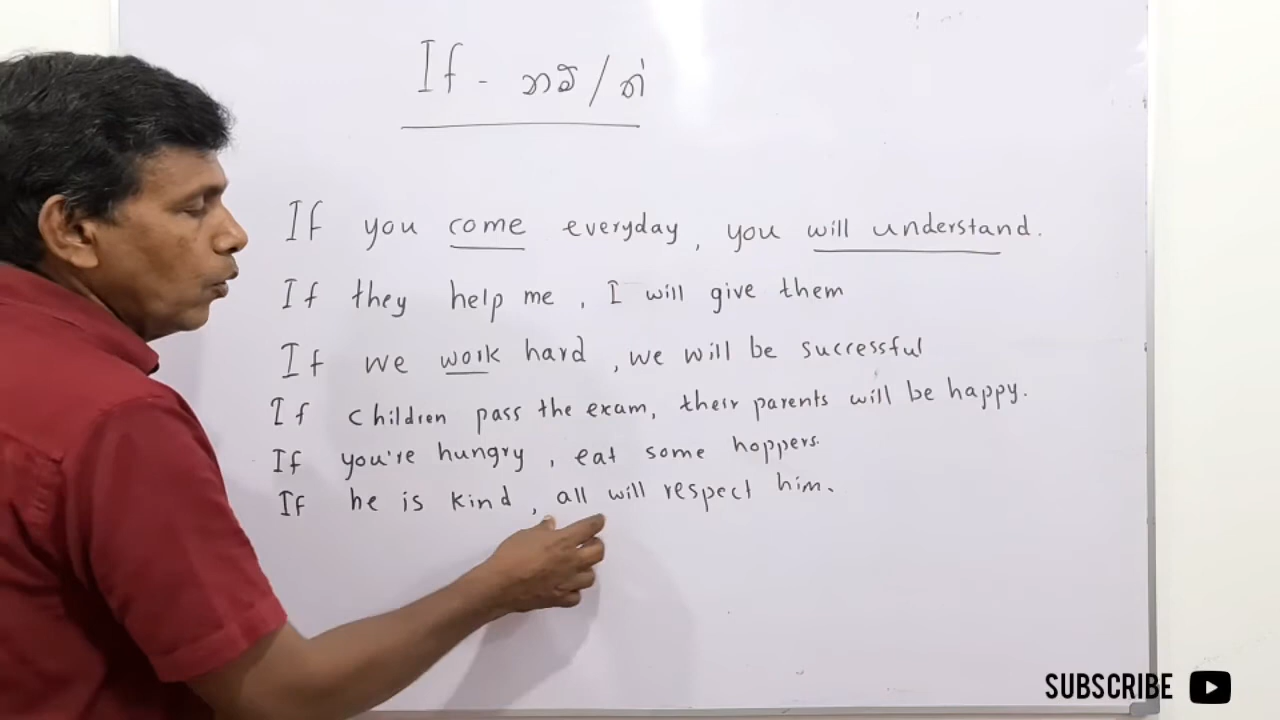 If - නම්/නං
If you come everyday, you will understand.
If they help me, I will give them
If we work hard, we will be successful
If children pass the exam, their parents will be happy.
If you're hungry, eat some hoppers.
If he is kind, all will respect him.
SUBSCRIBE